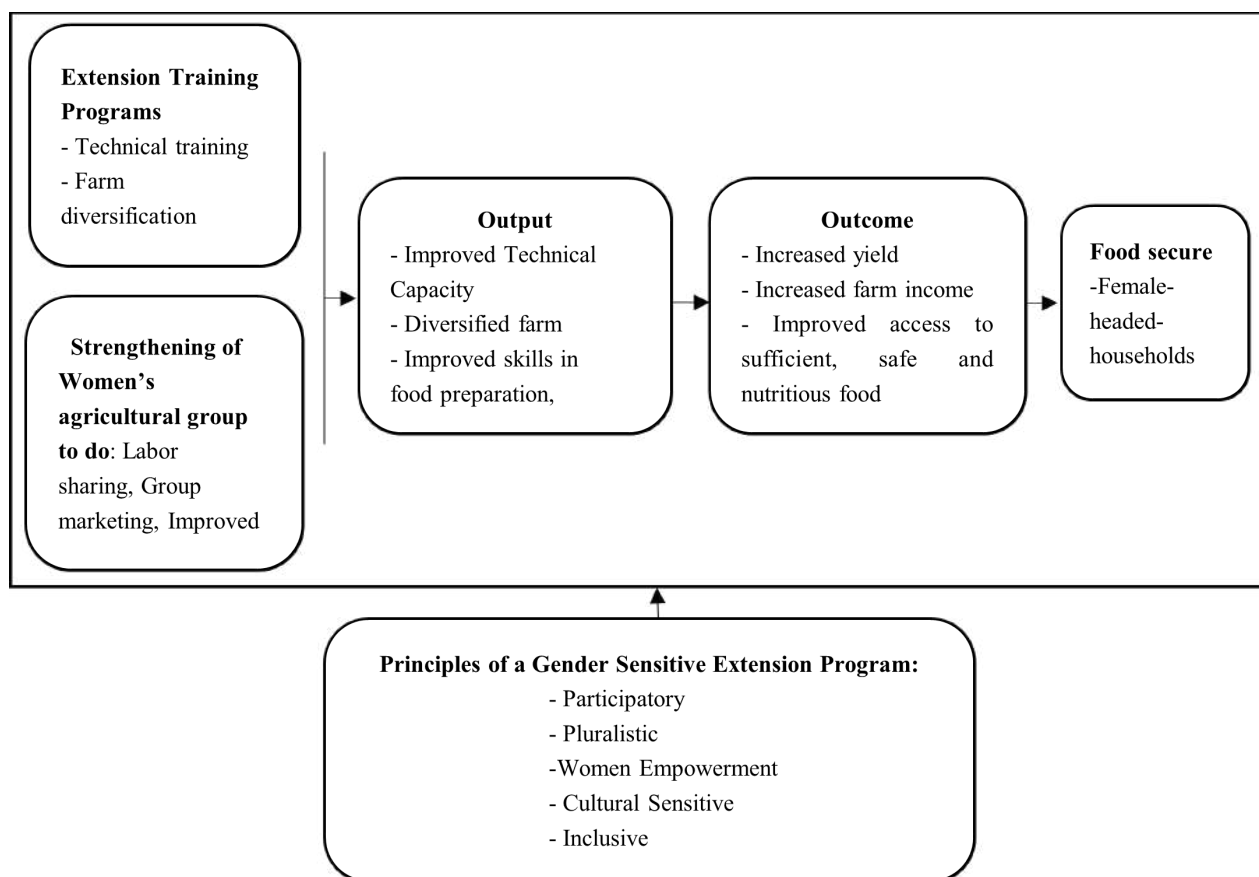 Extension Training
Programs
- Technical training
- Farm
diversification
Strengthening of
Women’s
agricultural group
to do: Labor
sharing, Group
marketing, Improved
Output
- Improved Technical
Capacity
- Diversified farm
- Improved skills in
food preparation,
Outcome
- Increased yield
- Increased farm income
- Improved access to
sufficient, safe and
nutritious food
Food secure
-Female-
headed-
households
Principles of a Gender Sensitive Extension Program:
- Participatory
- Pluralistic
-Women Empowerment
- Cultural Sensitive
- Inclusive